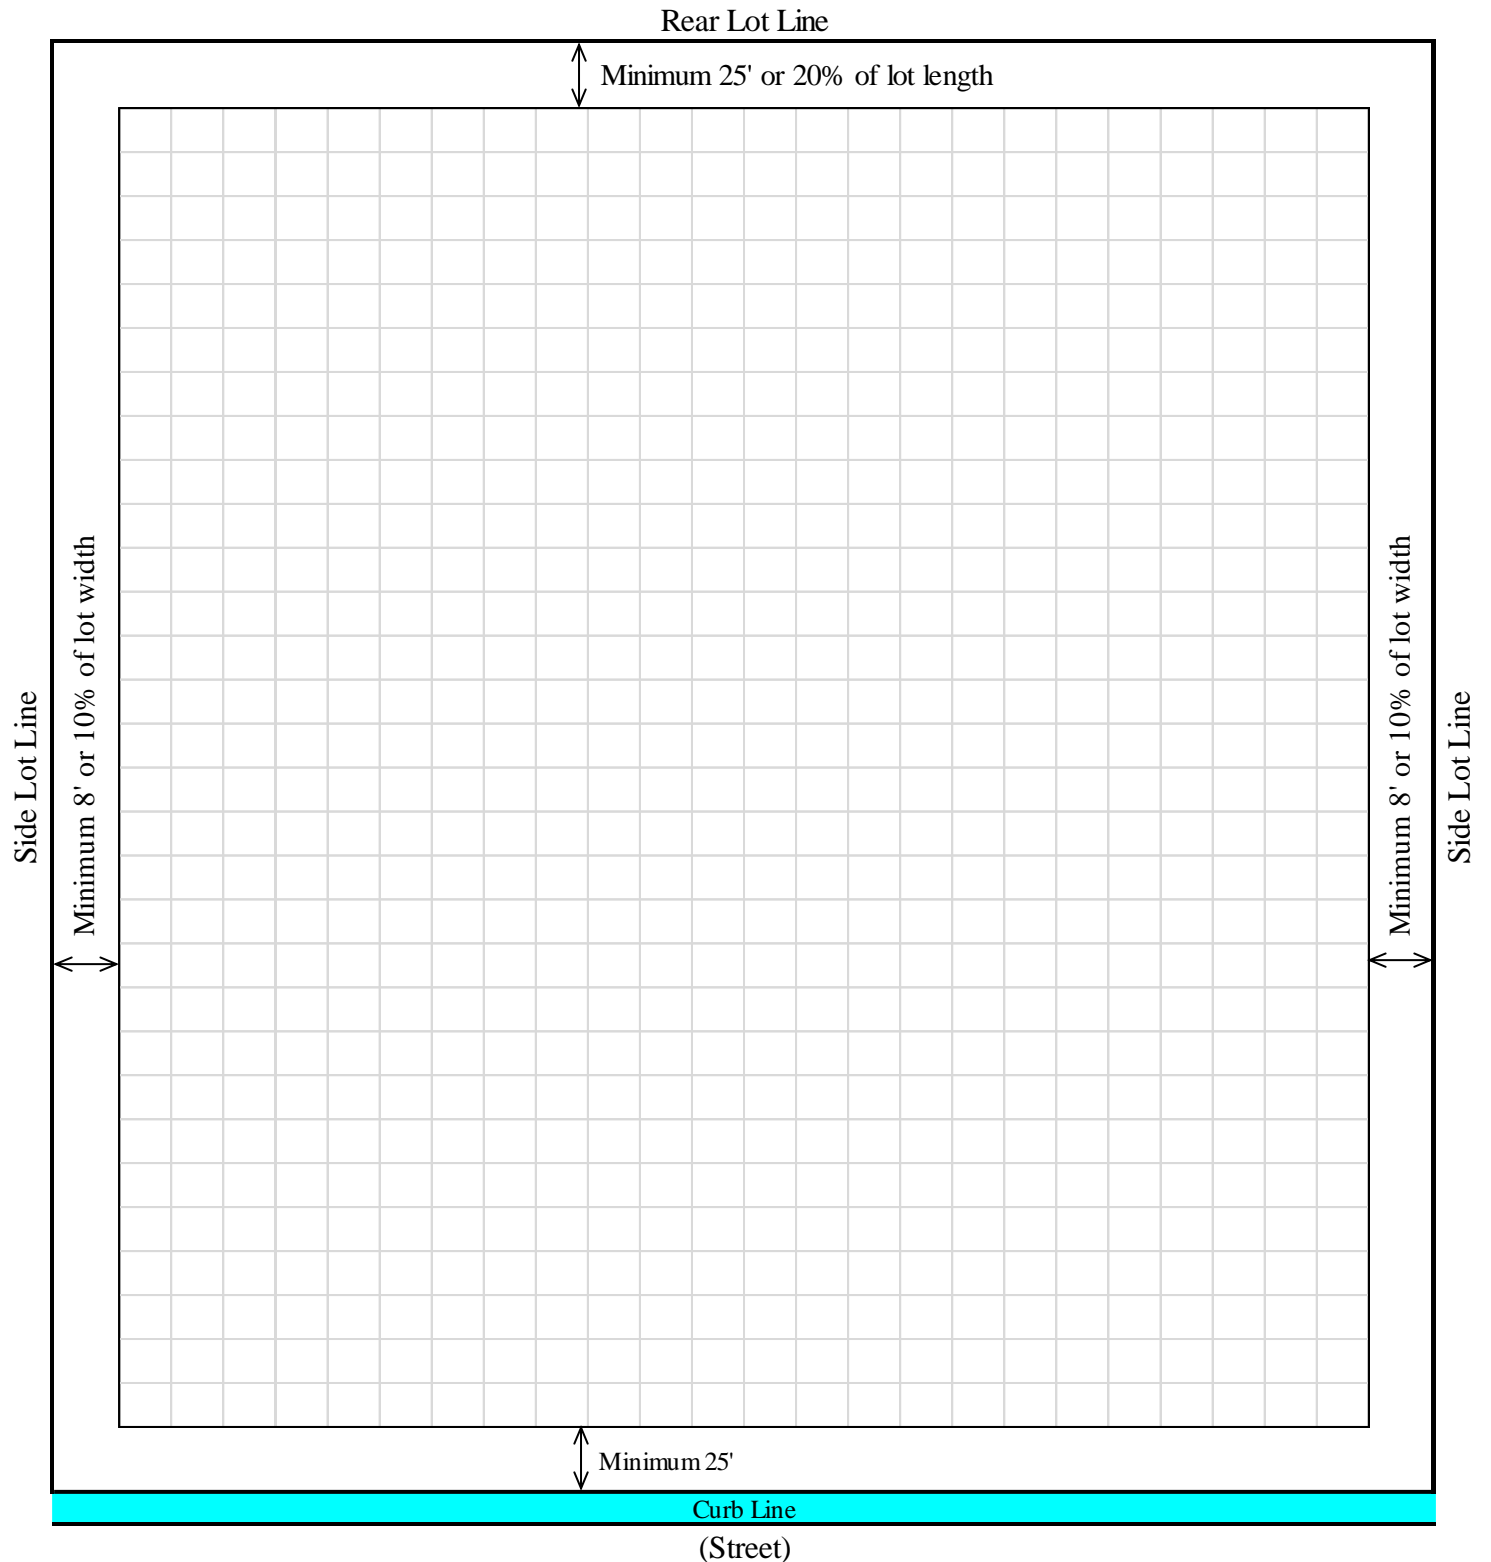 Rear Lot Line
Minimum 25' or 20% of lot length
Side Lot Line
Minimum 8' or 10% of lot width
Minimum 8' or 10% of lot width
Side Lot Line
Minimum 25'
Curb Line
(Street)